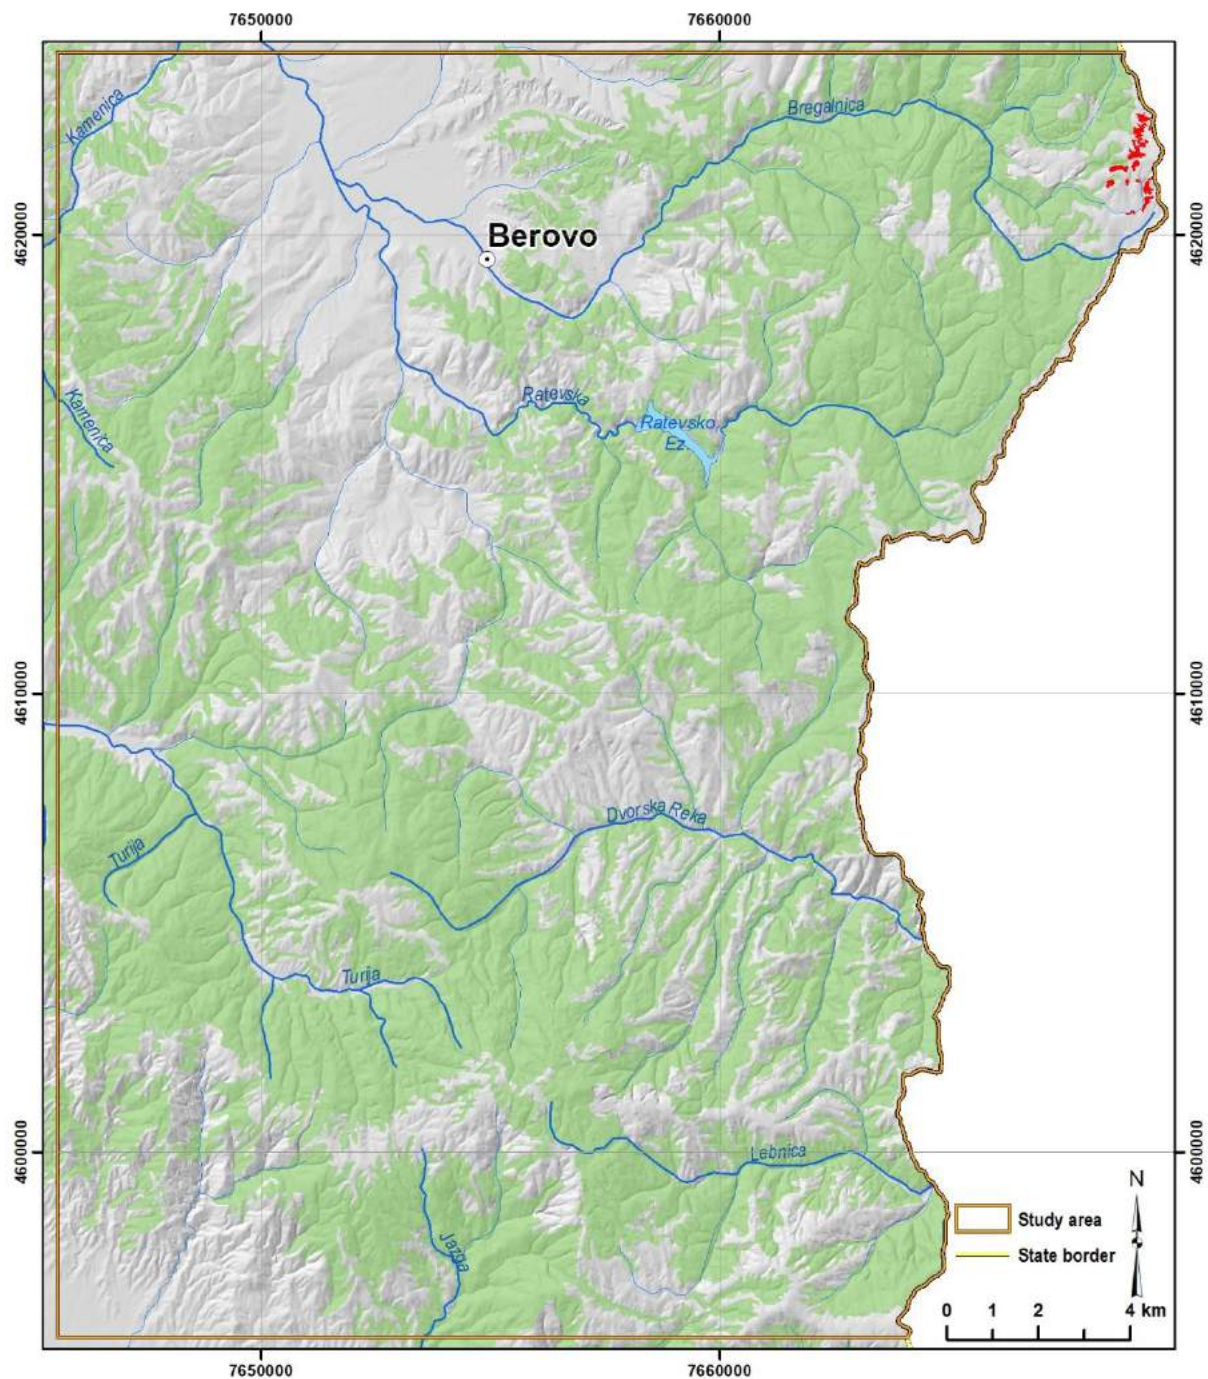 7650000
7660000
Kamenica
Bregalnica
4620000
4620000
Berovo
Kamenica
Ratevska
Ratevsko
Ez.
4610000
4610000
Dvorska Reka
Turija
Turija
4600000
4600000
Lebnica
N
Study area
Jazga
State border
0 1 2 4 km
7650000
7660000